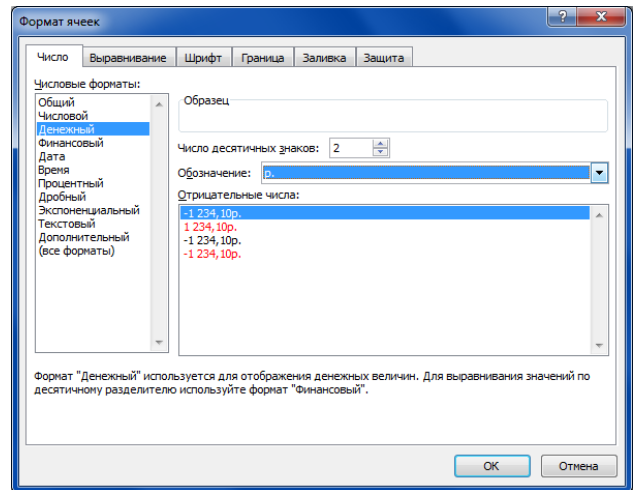 Формат ячеек
Число Выравнивание Шрифт Граница Заливка Защита
Числовые форматы:
Общий
Числовой
Денежный
Финансовый
Дата
Время
Процентный
Дробный
Экспоненциальный
Текстовый
Дополнительный
(все форматы)
Образец
Число десятичных знаков: 2
Обозначение: р.
Отрицательные числа:
-1 234,10р.
1 234,10р.
-1 234,10р.
-1 234,10р.
Формат "Денежный" используется для отображения денежных величин. Для выравнивания значений по
десятичному разделителю используйте формат "Финансовый".
ОК Отмена